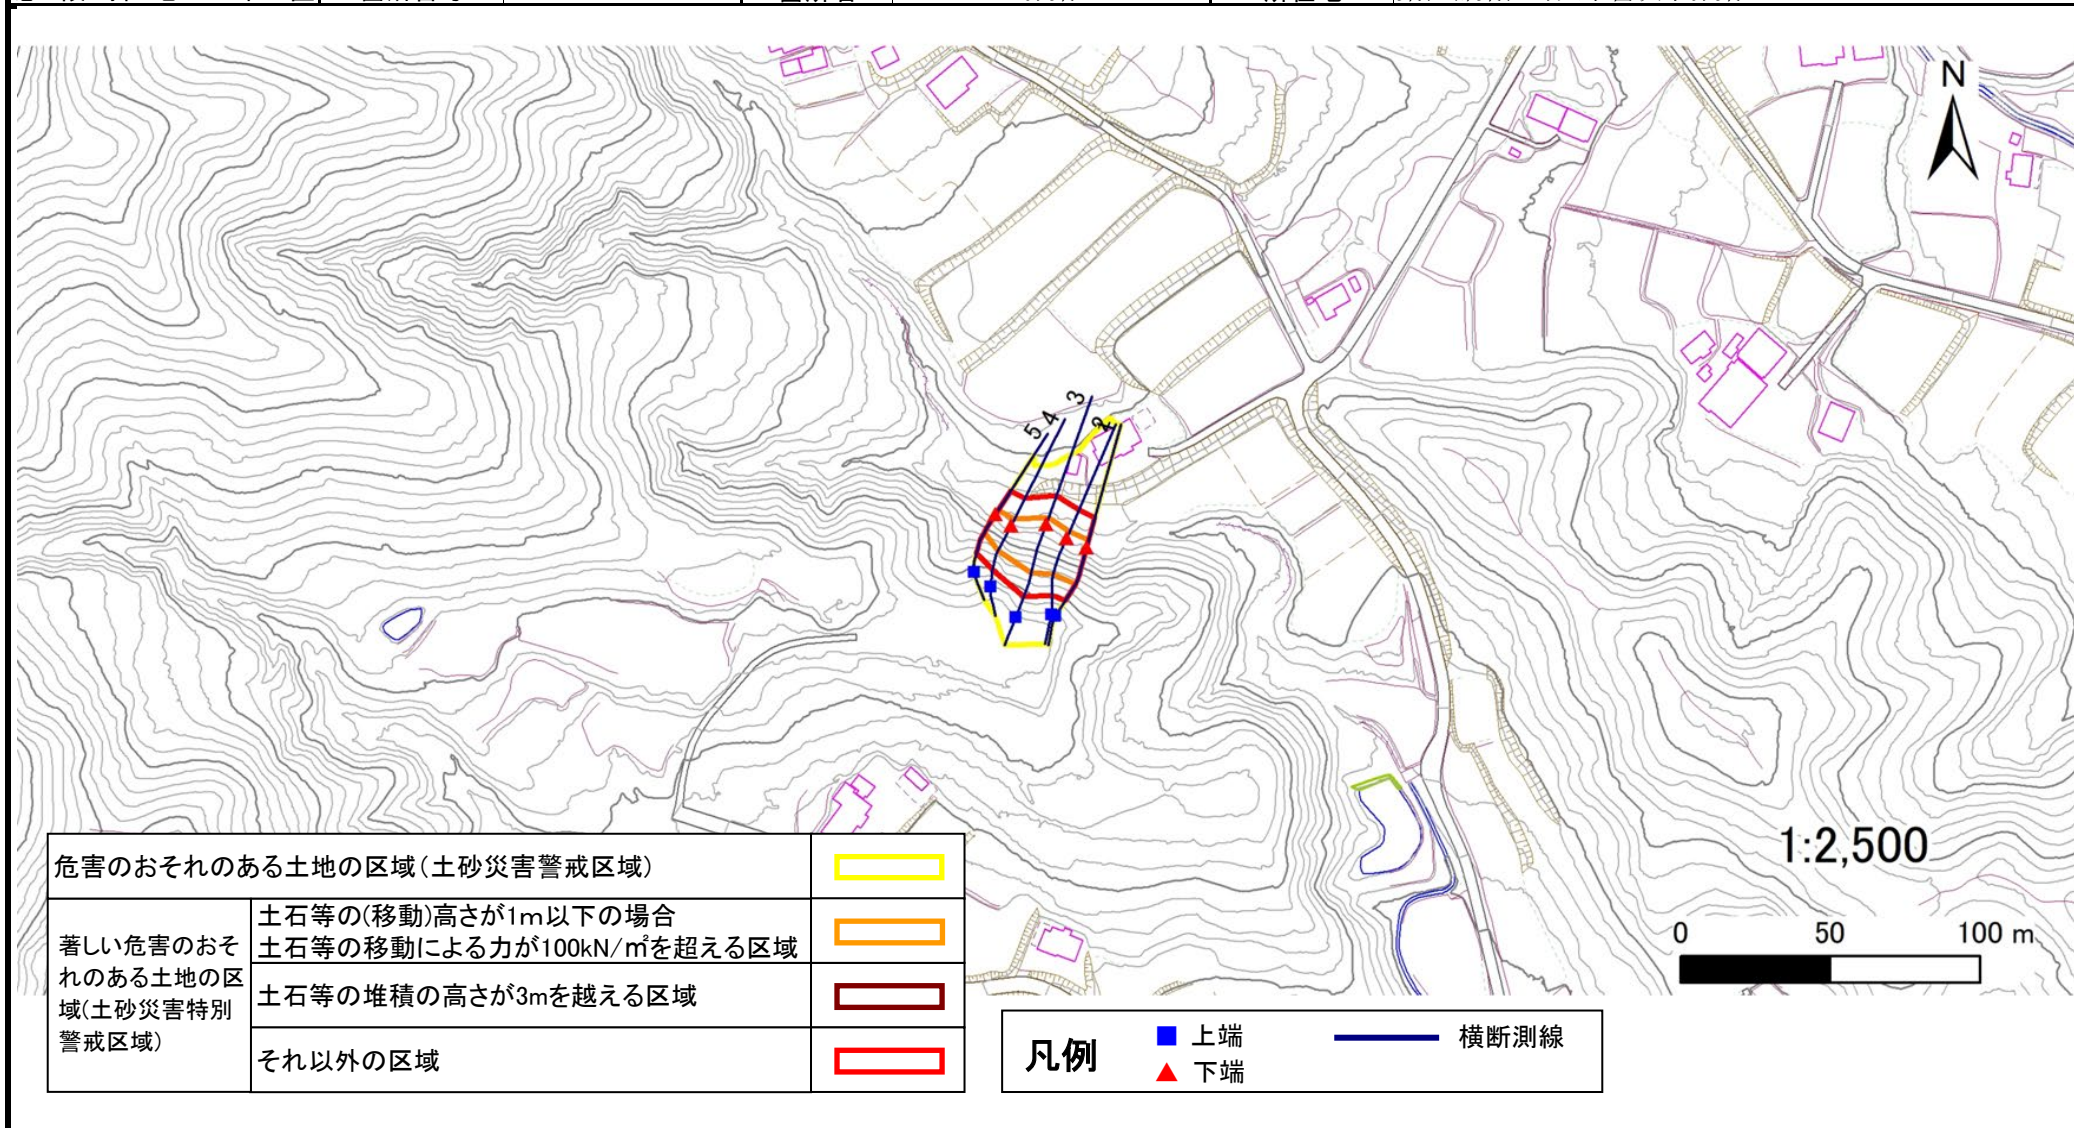 N
3
4
5
2
1:2,500
0 50 100 m
危害のおそれのある土地の区域(土砂災害警戒区域)
著しい危害のおそ
れのある土地の区
域(土砂災害特別
警戒区域)
土石等の(移動)高さが1m以下の場合
土石等の移動による力が100kN/㎡を超える区域
土石等の堆積の高さが3mを越える区域
それ以外の区域
凡例
上端
下端
横断測線